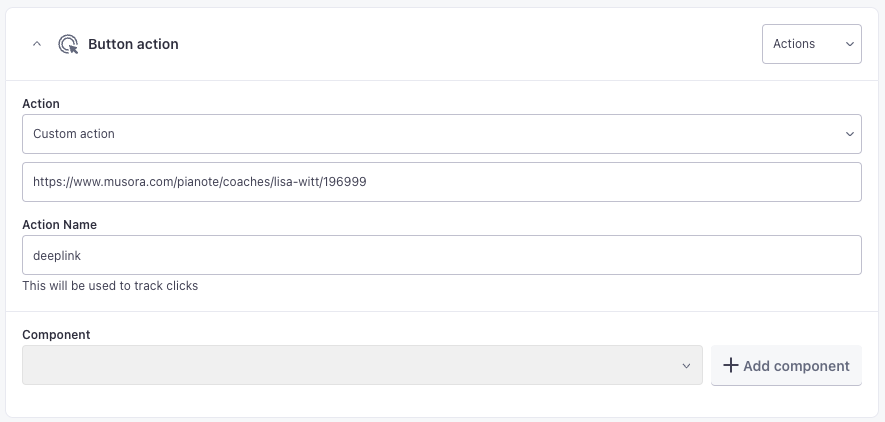 Button action
Actions
Action
Custom action
https://www.musora.com/pianote/coaches/lisa-witt/196999
Action Name
deeplink
This will be used to track clicks
Component
Add component